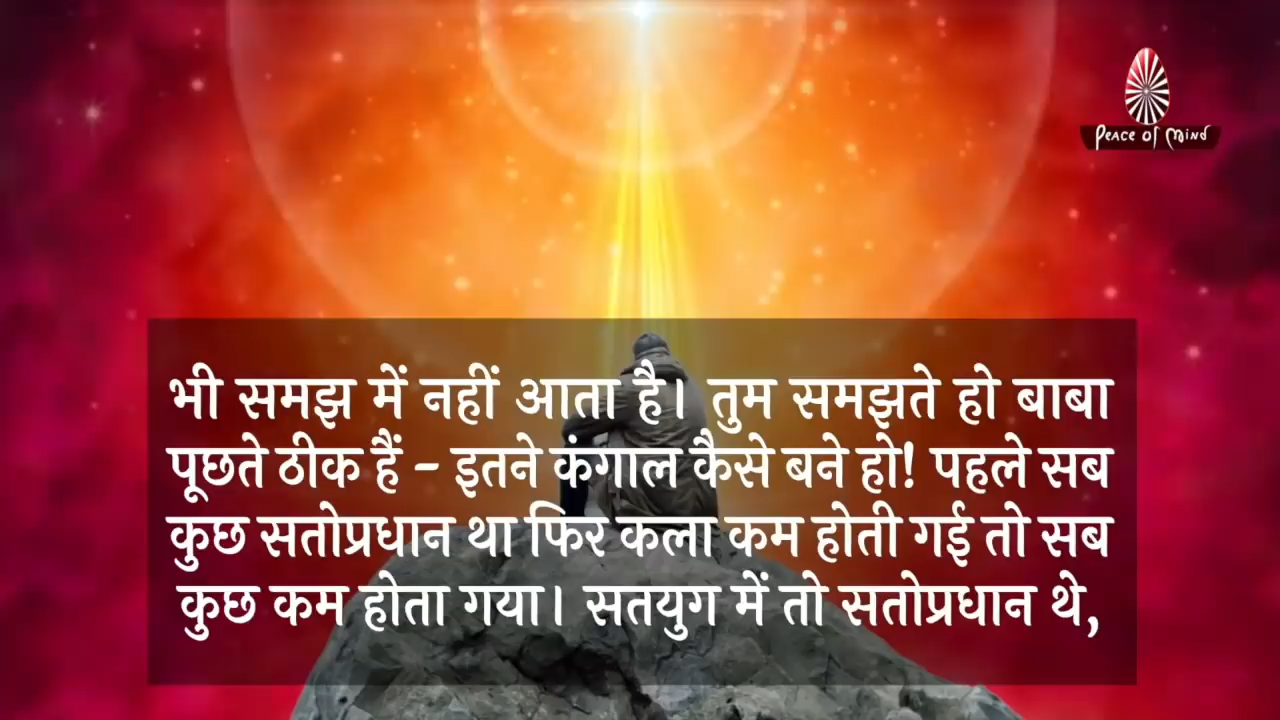 Peace of Mind
भी समझ में नहीं आता है। तुम समझते हो बाबा
पूछते ठीक हैं - इतने कंगाल कैसे बने हो! पहले सब
कुछ सतोप्रधान था फिर कला कम होती गई तो सब
कुछ कम होता गया। सतयुग में तो सतोप्रधान थे,